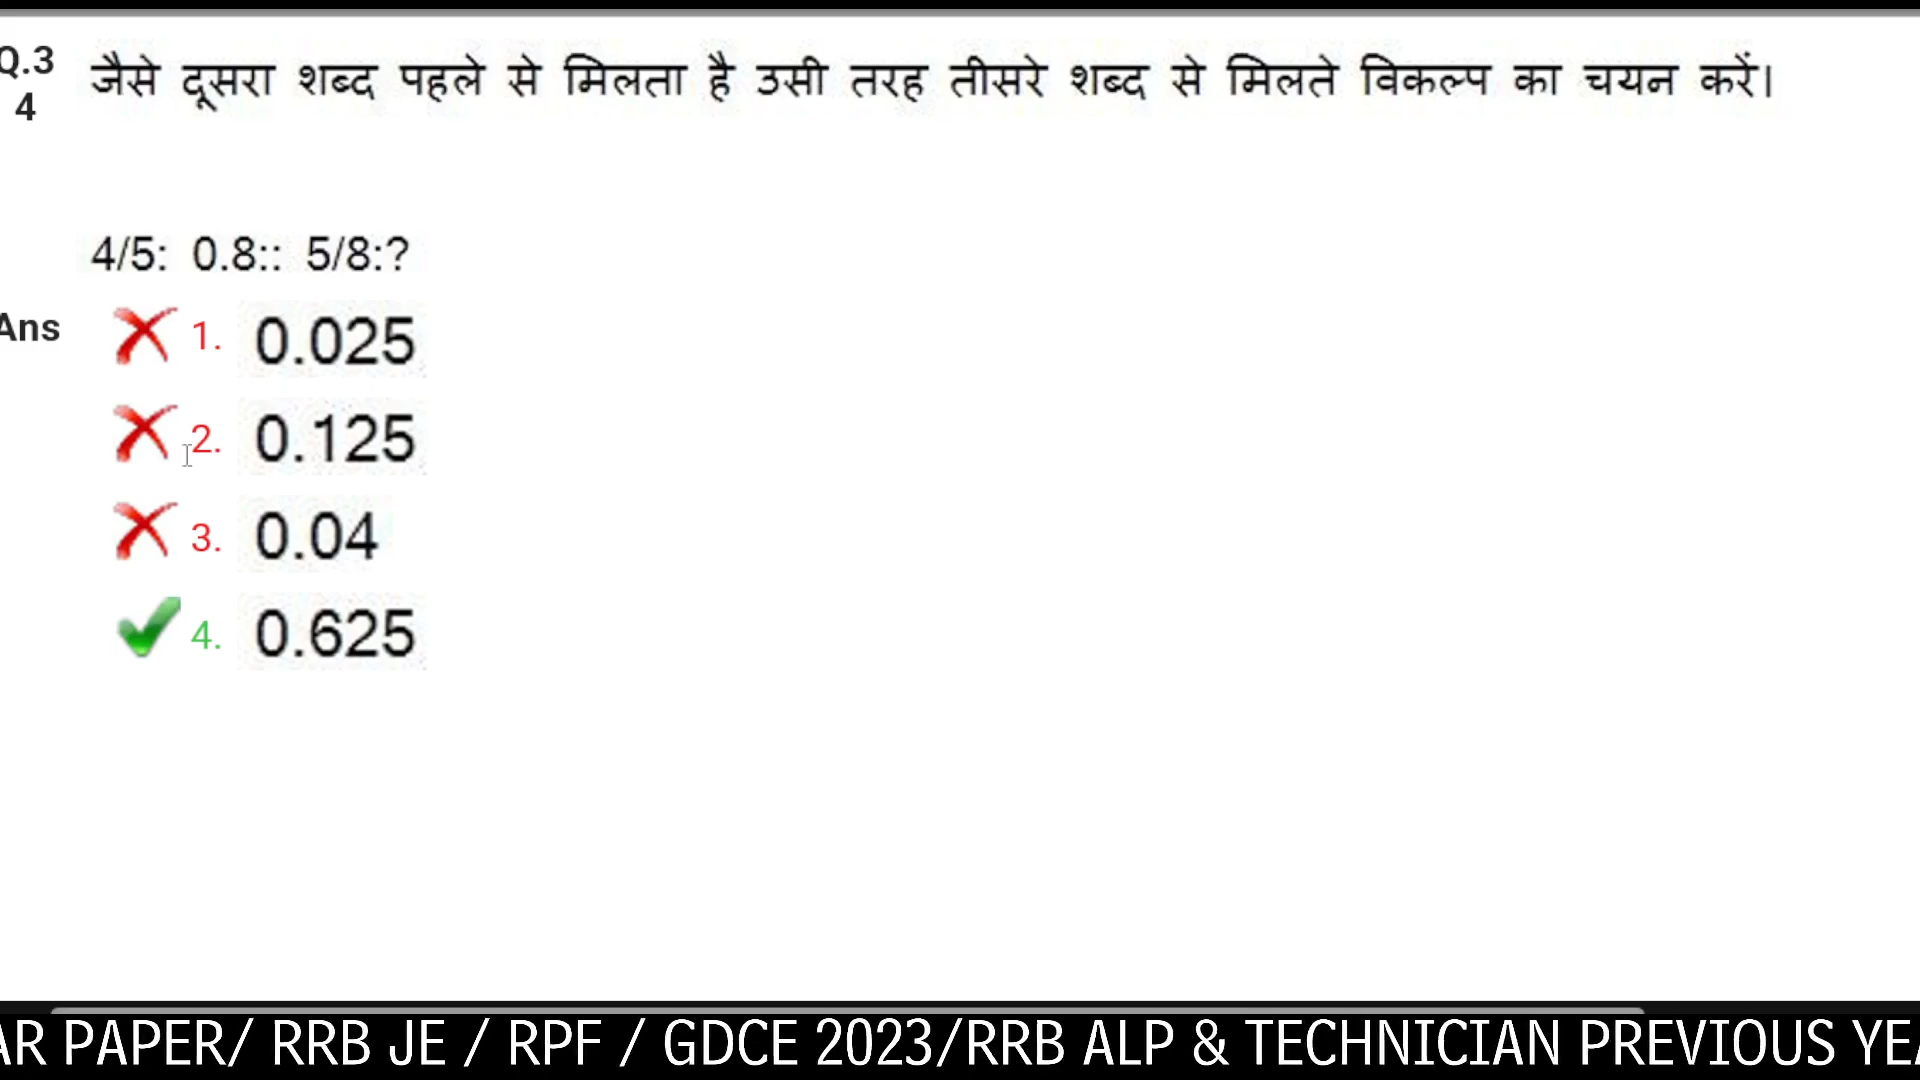 Q.3
4
जैसे दूसरा शब्द पहले से मिलता है उसी तरह तीसरे शब्द से मिलते विकल्प का चयन करें।
4/5: 0.8:: 5/8:?
Ans
1. 0.025
2. 0.125
3. 0.04
4. 0.625
AR PAPER/ RRB JE / RPF / GDCE 2023/RRB ALP & TECHNICIAN PREVIOUS YEA